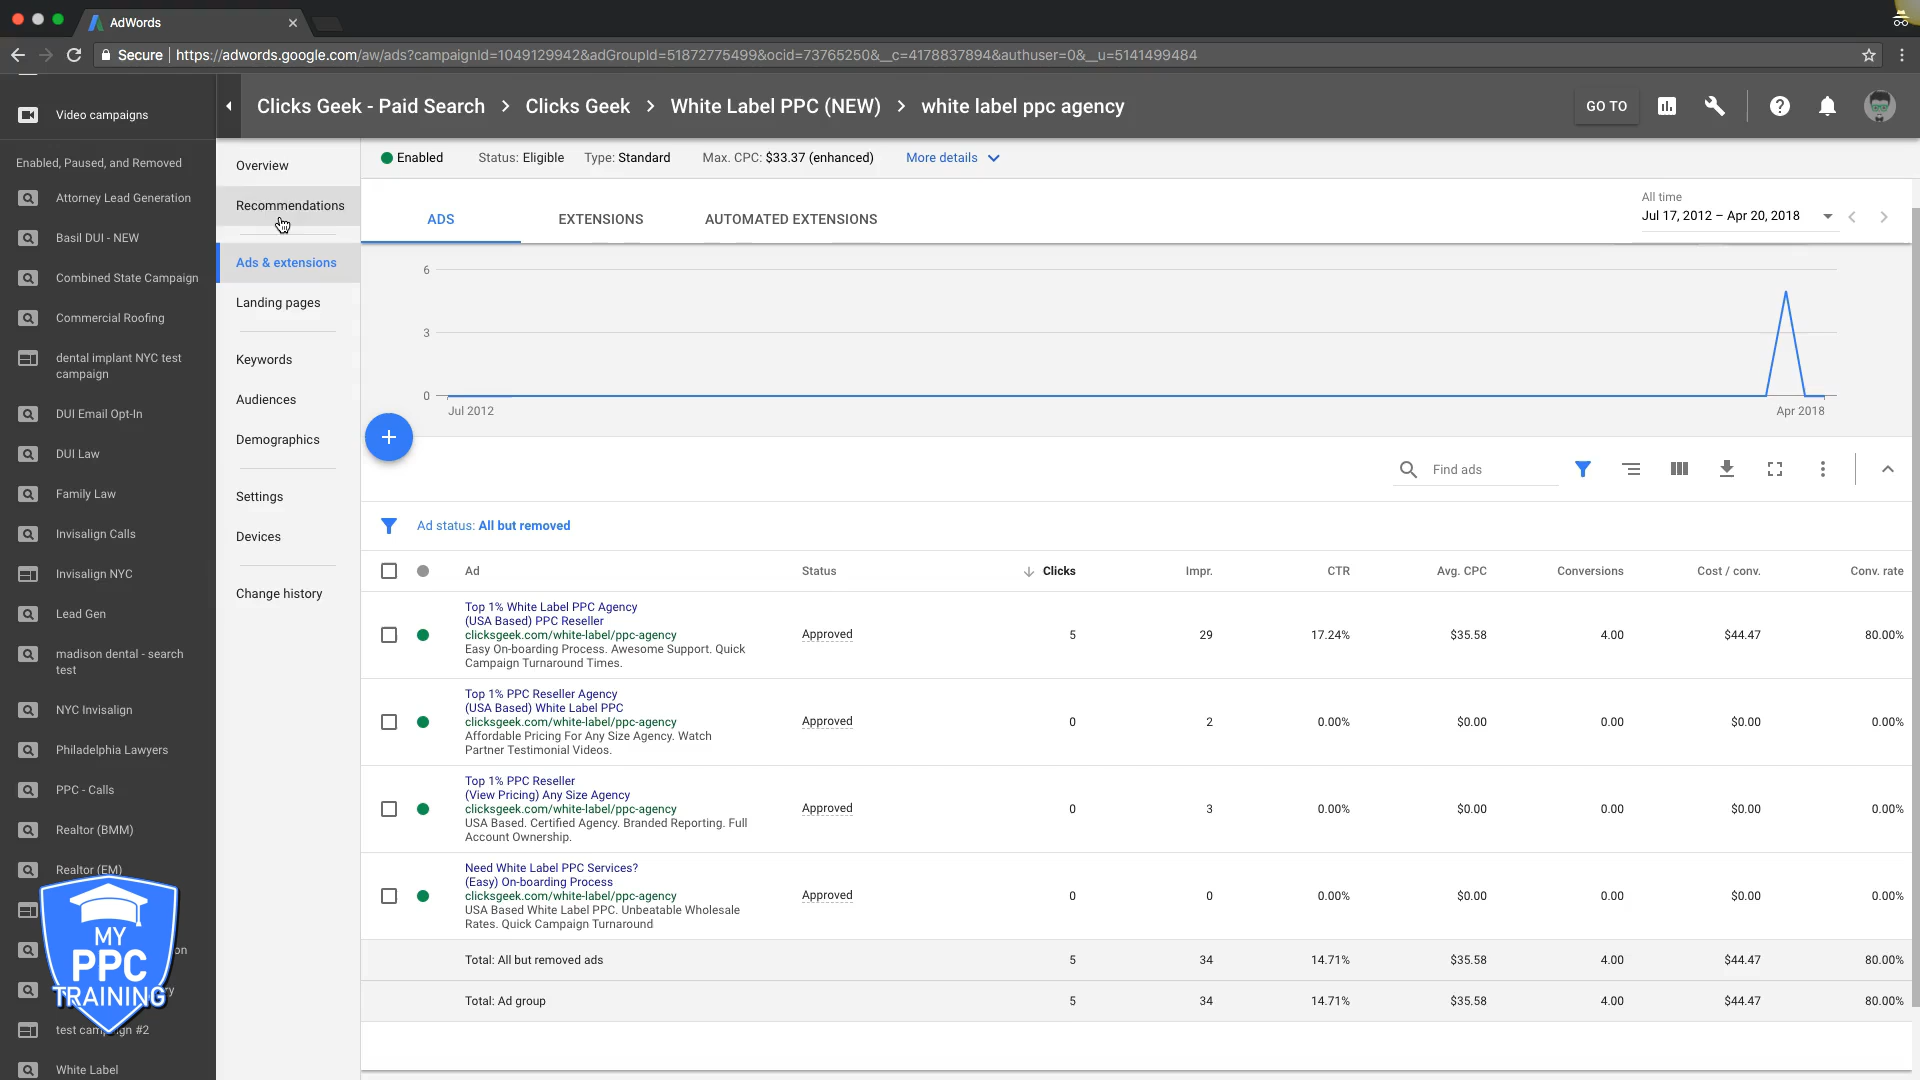 AdWords
Secure
https://adwords.google.com/aw/ads?campaignId=1049129942&adGroupId=51872775499&ocid=73765250&__c=4178837894&authuser=0&__u=5141499484
Video campaigns
Clicks Geek - Paid Search > Clicks Geek > White Label PPC (NEW) > white label ppc agency
GO TO
Enabled, Paused, and Removed
Attorney Lead Generation
Basil DUI - NEW
Combined State Campaign
Commercial Roofing
dental implant NYC test
campaign
DUI Email Opt-In
DUI Law
Family Law
Invisalign Calls
Invisalign NYC
Lead Gen
madison dental - search
test
NYC Invisalign
Philadelphia Lawyers
PPC - Calls
Realtor (BMM)
Realtor (EM)
on
y
test campaign #2
White Label
MY
PPC
TRAINING
Overview
Recommendations
Ads & extensions
Landing pages
Keywords
Audiences
Demographics
Settings
Devices
Change history
Enabled Status: Eligible Type: Standard Max. CPC: $33.37 (enhanced) More details
ADS EXTENSIONS AUTOMATED EXTENSIONS
All time
Jul 17, 2012 – Apr 20, 2018
6
3
0
Jul 2012 Apr 2018
Find ads
Ad status: All but removed
Ad Status Clicks Impr. CTR Avg. CPC Conversions Cost / conv. Conv. rate
Top 1% White Label PPC Agency
(USA Based) PPC Reseller
clicksgeek.com/white-label/ppc-agency Approved 5 29 17.24% $35.58 4.00 $44.47 80.00%
Easy On-boarding Process. Awesome Support. Quick
Campaign Turnaround Times.
Top 1% PPC Reseller Agency
(USA Based) White Label PPC
clicksgeek.com/white-label/ppc-agency Approved 0 2 0.00% $0.00 0.00 $0.00 0.00%
Affordable Pricing For Any Size Agency. Watch
Partner Testimonial Videos.
Top 1% PPC Reseller
(View Pricing) Any Size Agency
clicksgeek.com/white-label/ppc-agency Approved 0 3 0.00% $0.00 0.00 $0.00 0.00%
USA Based. Certified Agency. Branded Reporting. Full
Account Ownership.
Need White Label PPC Services?
(Easy) On-boarding Process
clicksgeek.com/white-label/ppc-agency Approved 0 0 0.00% $0.00 0.00 $0.00 0.00%
USA Based White Label PPC. Unbeatable Wholesale
Rates. Quick Campaign Turnaround
Total: All but removed ads 5 34 14.71% $35.58 4.00 $44.47 80.00%
Total: Ad group 5 34 14.71% $35.58 4.00 $44.47 80.00%